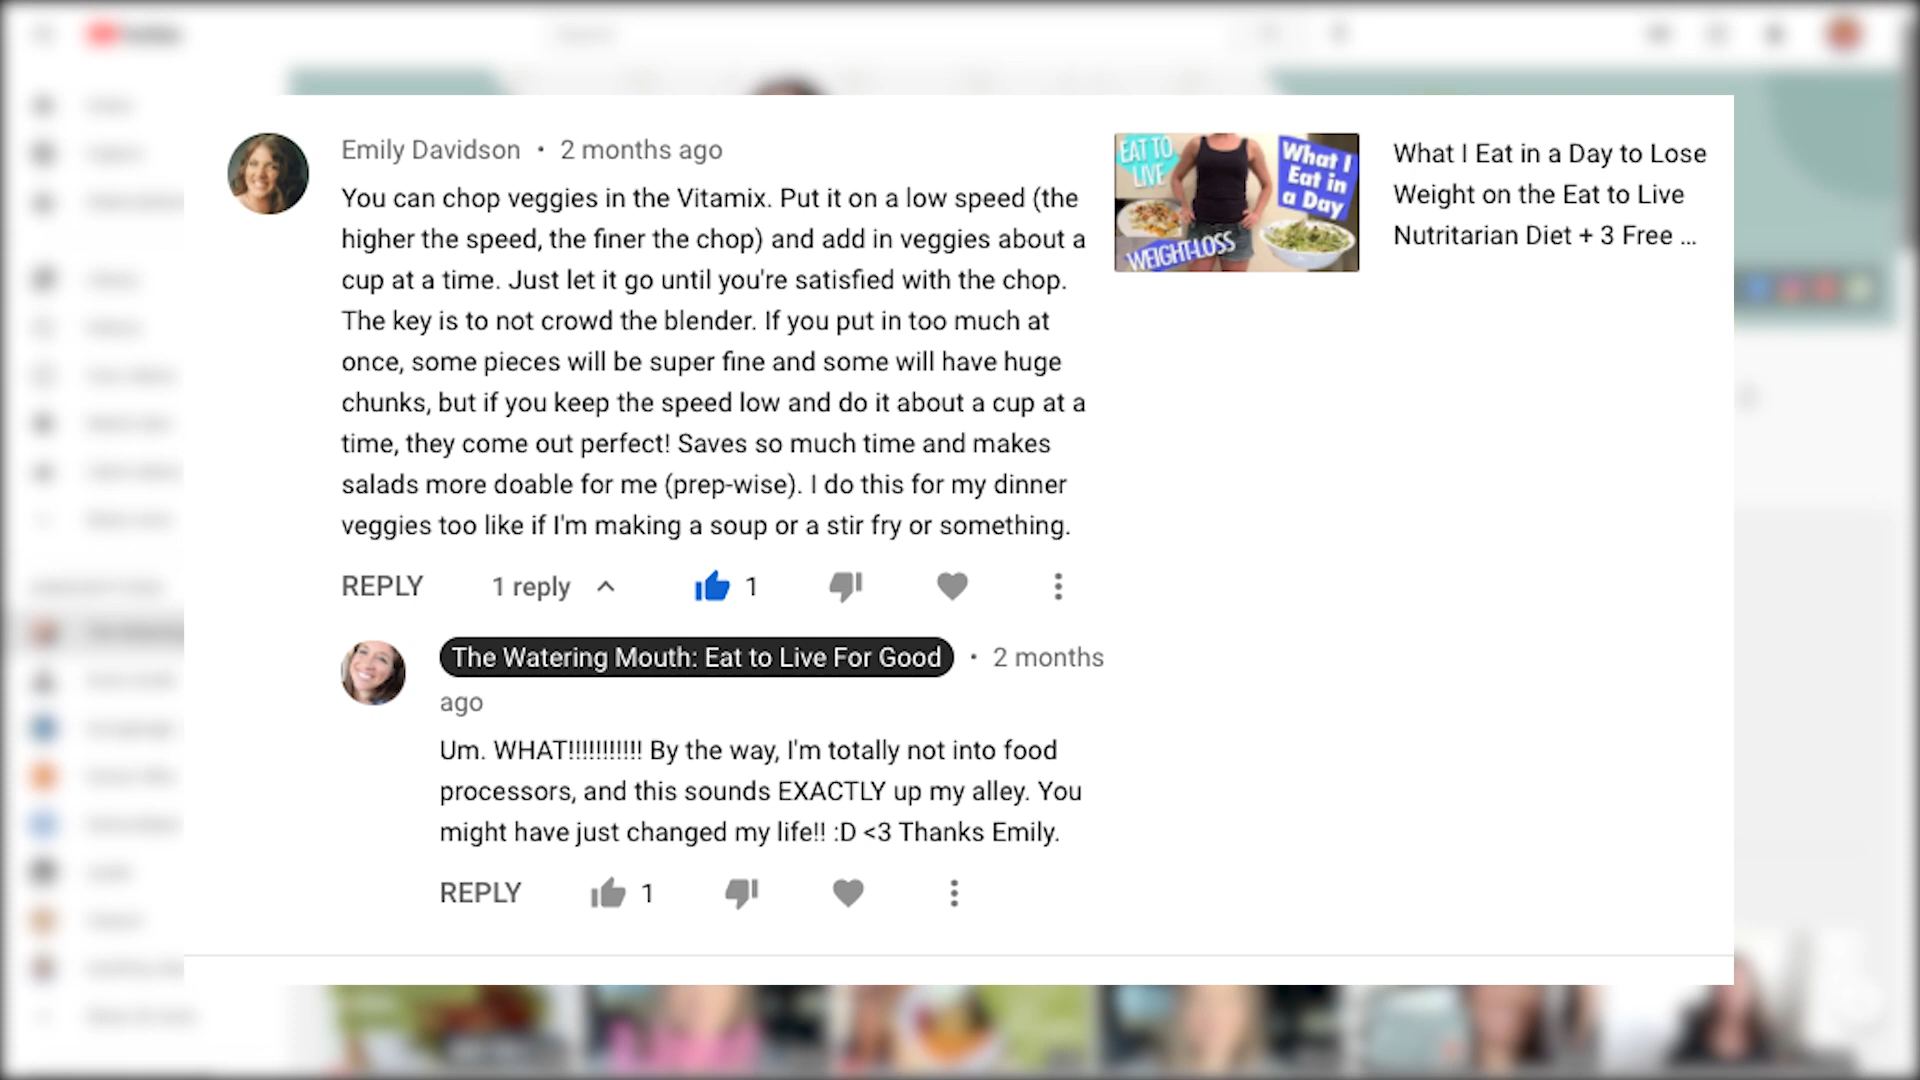 Emily Davidson • 2 months ago
You can chop veggies in the Vitamix. Put it on a low speed (the
higher the speed, the finer the chop) and add in veggies about a
cup at a time. Just let it go until you're satisfied with the chop.
The key is to not crowd the blender. If you put in too much at
once, some pieces will be super fine and some will have huge
chunks, but if you keep the speed low and do it about a cup at a
time, they come out perfect! Saves so much time and makes
salads more doable for me (prep-wise). I do this for my dinner
veggies too like if I'm making a soup or a stir fry or something.
REPLY 1 reply 1
The Watering Mouth: Eat to Live For Good • 2 months
ago
Um. WHAT!!!!!!!!!!! By the way, I'm totally not into food
processors, and this sounds EXACTLY up my alley. You
might have just changed my life!! :D <3 Thanks Emily.
REPLY 1
EAT TO
LIVE
What I
Eat in
a Day
WEIGHT-LOSS
What I Eat in a Day to Lose
Weight on the Eat to Live
Nutritarian Diet + 3 Free ...